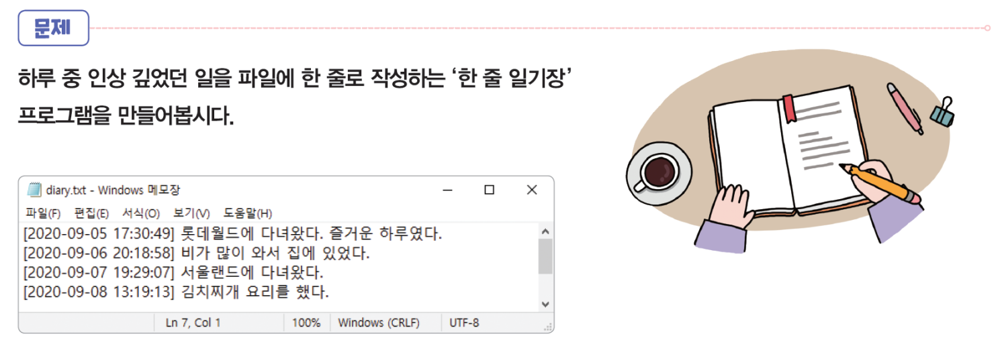 문제
하루 중 인상 깊었던 일을 파일에 한 줄로 작성하는 ‘한 줄 일기장’
프로그램을 만들어봅시다.
diary.txt - Windows 메모장
파일(F) 편집(E) 서식(O) 보기(V) 도움말(H)
[2020-09-05 17:30:49] 롯데월드에 다녀왔다. 즐거운 하루였다.
[2020-09-06 20:18:58] 비가 많이 와서 집에 있었다.
[2020-09-07 19:29:07] 서울랜드에 다녀왔다.
[2020-09-08 13:19:13] 김치찌개 요리를 했다.
Ln 7, Col 1 100% Windows (CRLF) UTF-8